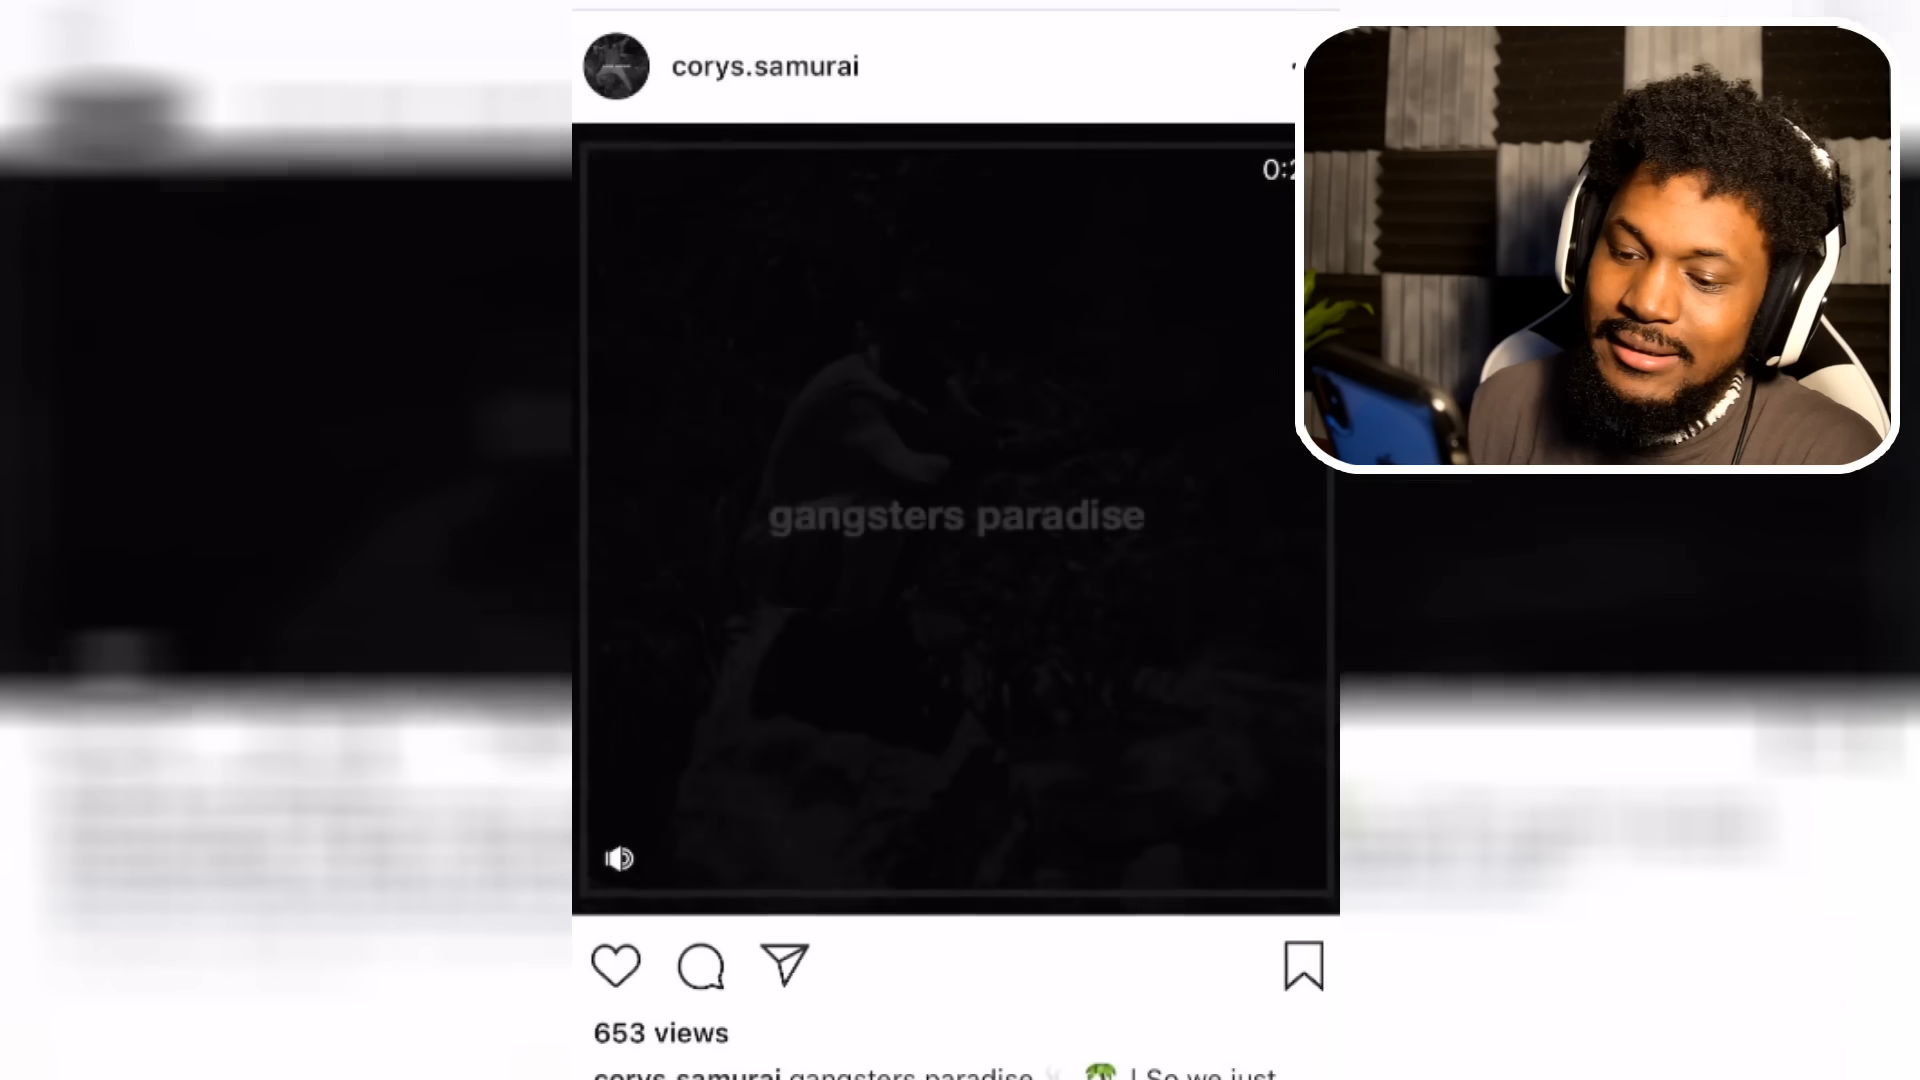 corys.samurai
0:2
gangsters paradise
653 views
corys.samurai gangsters paradise 🥦 | So we just